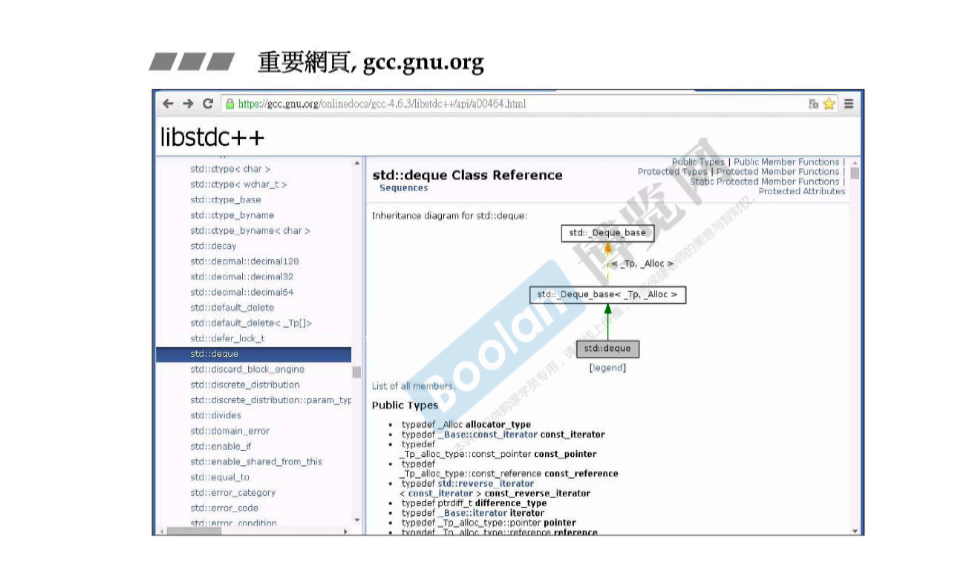 重要網頁, gcc.gnu.org
https://gcc.gnu.org/onlinedocs/gcc-4.6.3/libstdc++/api/a00464.html
libstdc++
std::ctype< char >
std::ctype< wchar_t >
std::ctype_base
std::ctype_byname
std::ctype_byname< char >
std::decay
std::decimal::decimal128
std::decimal::decimal32
std::decimal::decimal64
std::default_delete
std::default_delete< _Tp[]>
std::defer_lock_t
std::deque
std::discard_block_engine
std::discrete_distribution
std::discrete_distribution::param_typ
std::divides
std::domain_error
std::enable_if
std::enable_shared_from_this
std::equal_to
std::error_category
std::error_code
std::error_condition
Public Types | Public Member Functions |
Protected Types | Protected Member Functions |
Static Protected Member Functions |
Protected Attributes
std::deque Class Reference
Sequences
Inheritance diagram for std::deque:
std::_Deque_base
< _Tp, _Alloc >
std::_Deque_base< _Tp, _Alloc >
std::deque
[legend]
List of all members.
Public Types
• typedef _Alloc allocator_type
• typedef _Base::const_iterator const_iterator
• typedef
_Tp_alloc_type::const_pointer const_pointer
• typedef
_Tp_alloc_type::const_reference const_reference
• typedef std::reverse_iterator
< const_iterator > const_reverse_iterator
• typedef ptrdiff_t difference_type
• typedef _Base::iterator iterator
• typedef _Tp_alloc_type::pointer pointer
• typedef _Tp_alloc_type::reference reference
Boolan
博览网